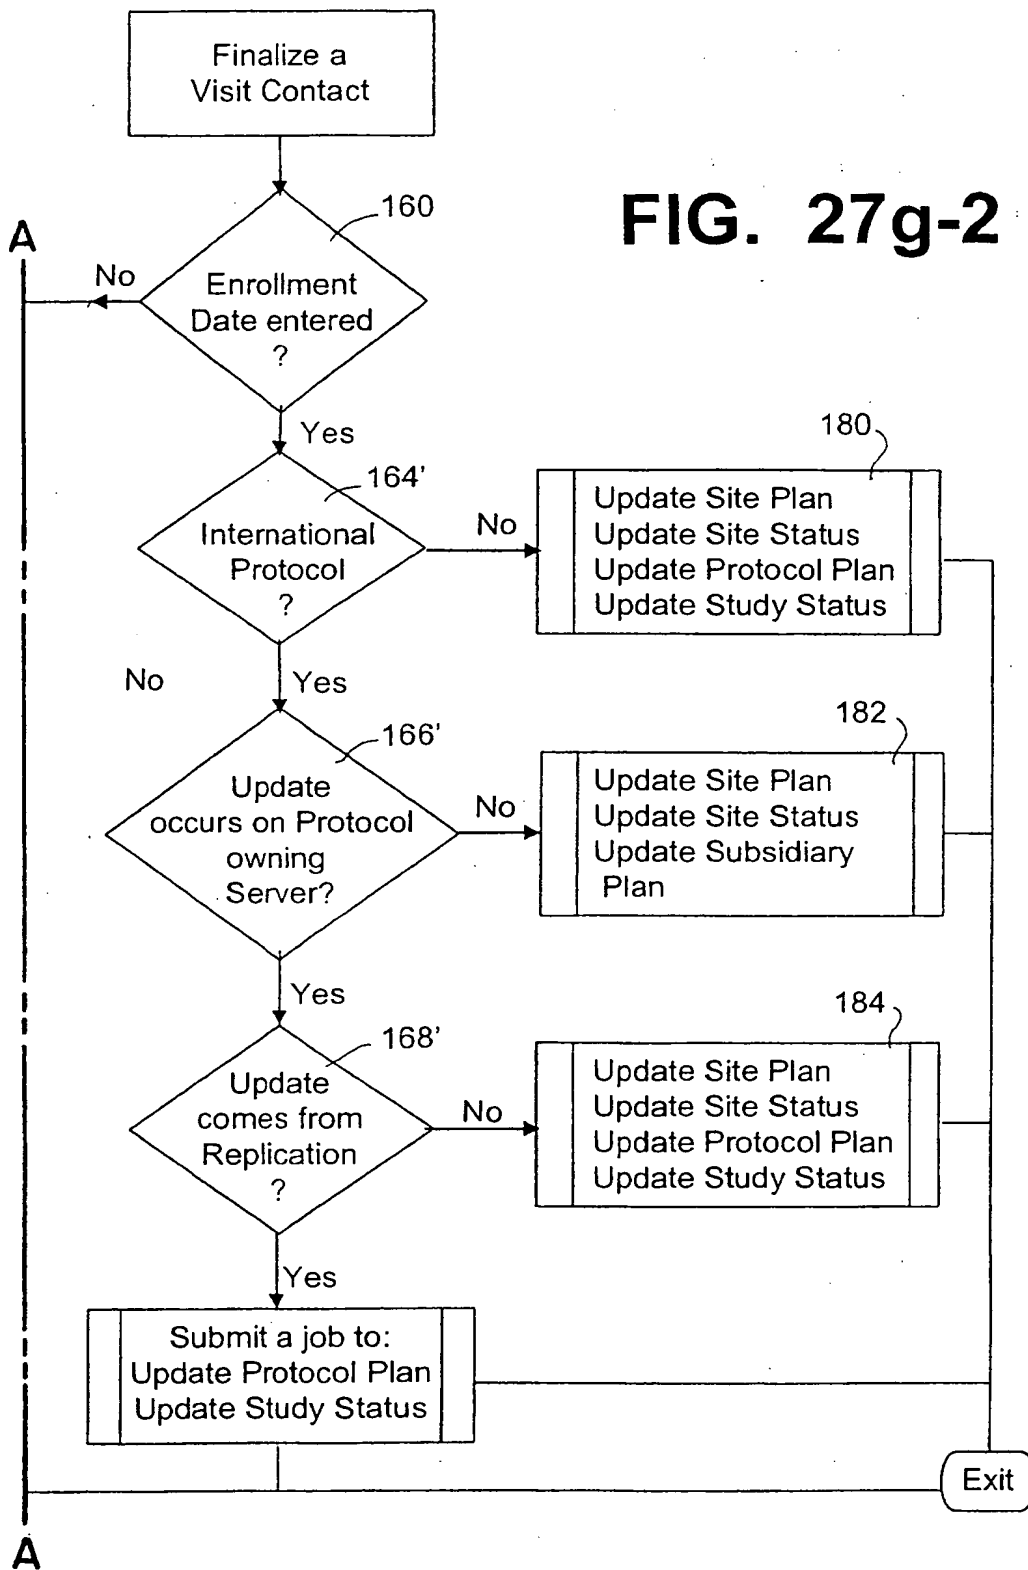 Finalize a
Visit Contact
FIG. 27g-2
160
A
No
Enrollment
Date entered
?
Yes
164’
180
International
Protocol
?
No
Update Site Plan
Update Site Status
Update Protocol Plan
Update Study Status
No
Yes
166’
182
Update
occurs on Protocol
owning
Server?
No
Update Site Plan
Update Site Status
Update Subsidiary
Plan
Yes
168’
184
Update
comes from
Replication
?
No
Update Site Plan
Update Site Status
Update Protocol Plan
Update Study Status
Yes
Submit a job to:
Update Protocol Plan
Update Study Status
Exit
A